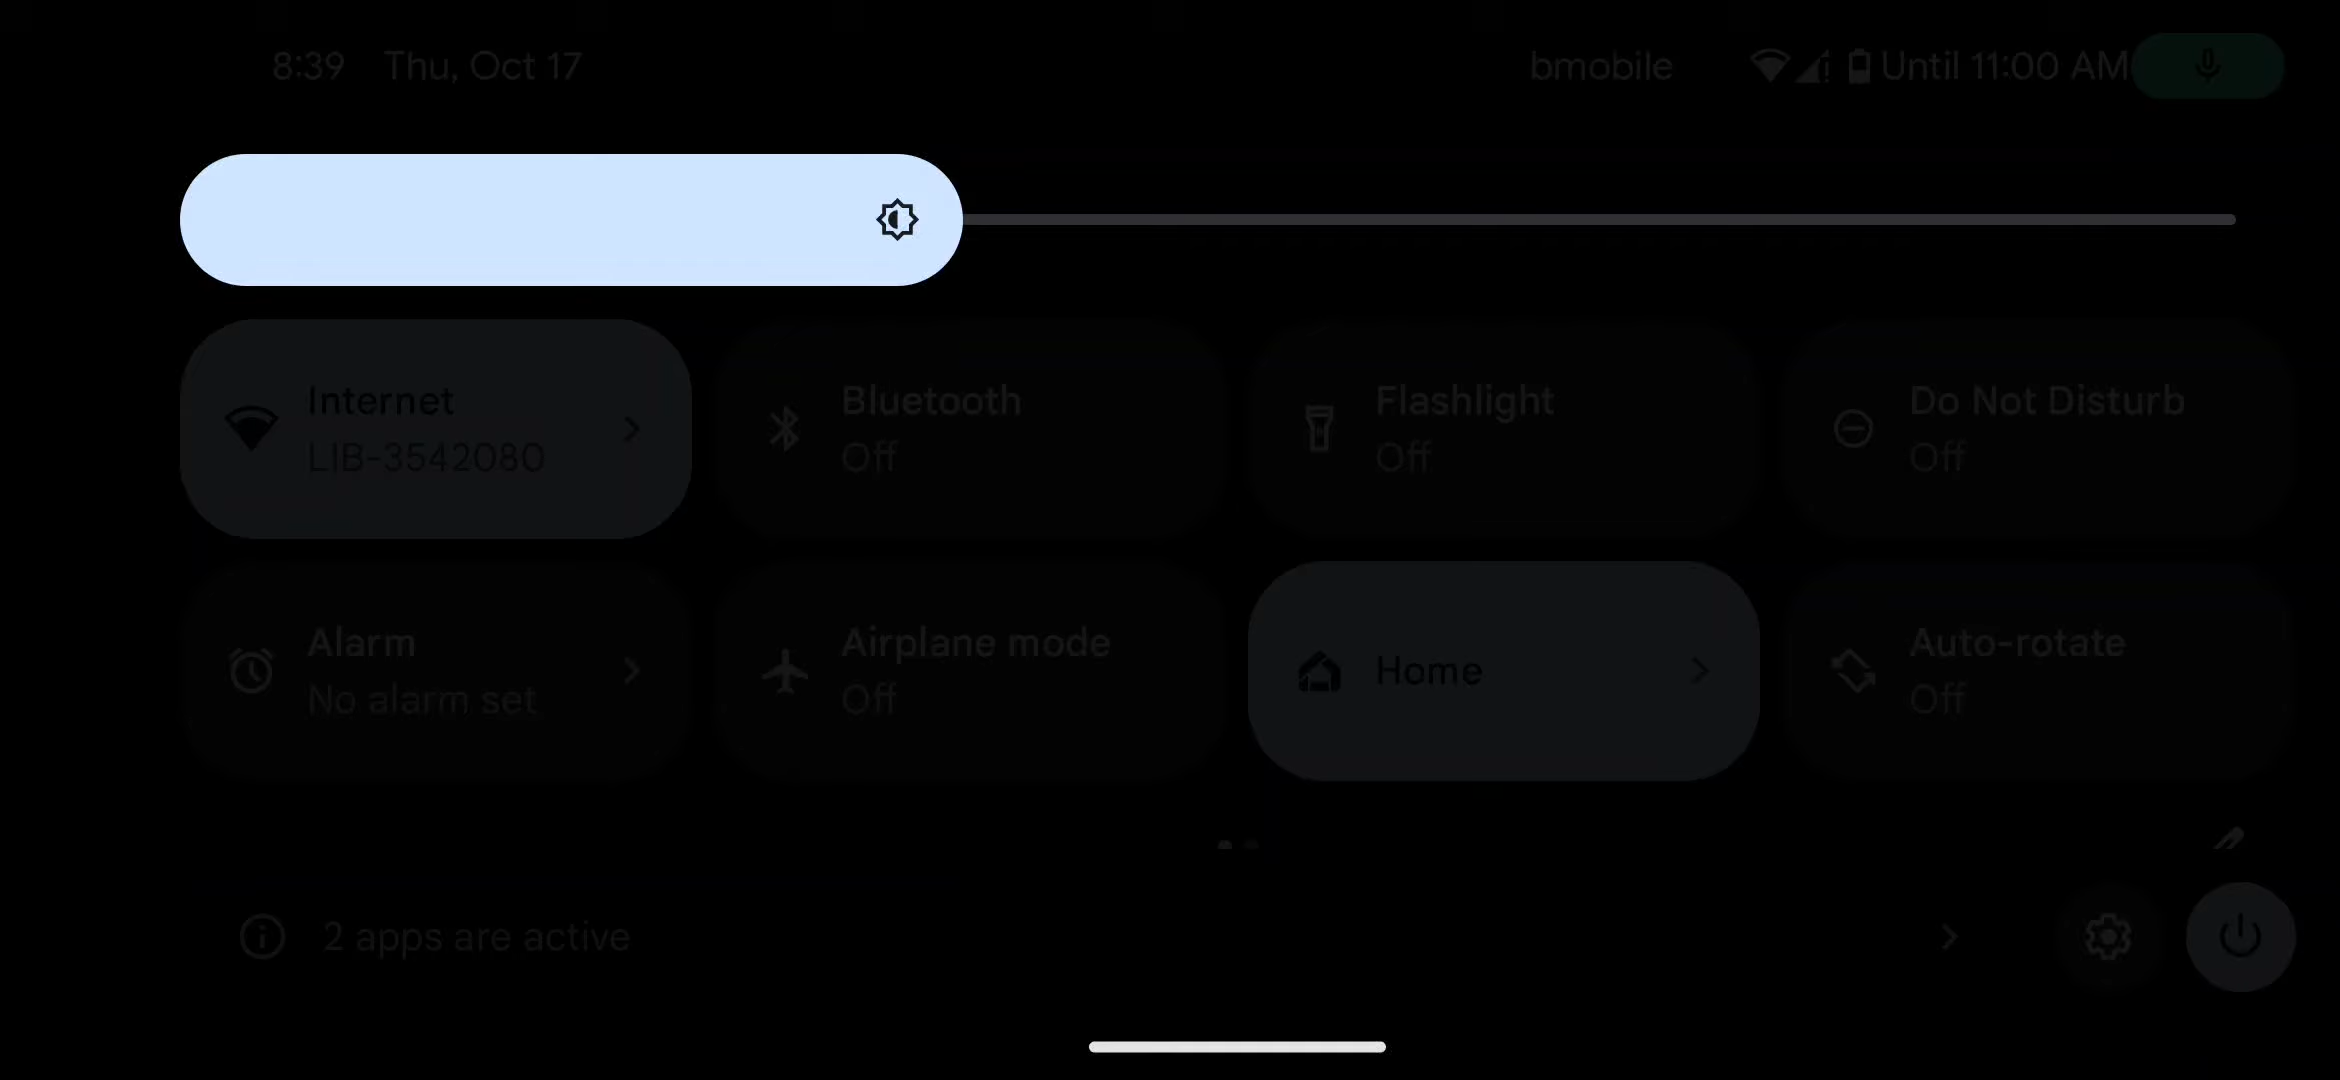 8:39 Thu, Oct 17 bmobile Until 11:00 AM
Internet
LIB-3542080
Bluetooth
Off
Flashlight
Off
Do Not Disturb
Off
Alarm
No alarm set
Airplane mode
Off
Home
Auto-rotate
Off
2 apps are active